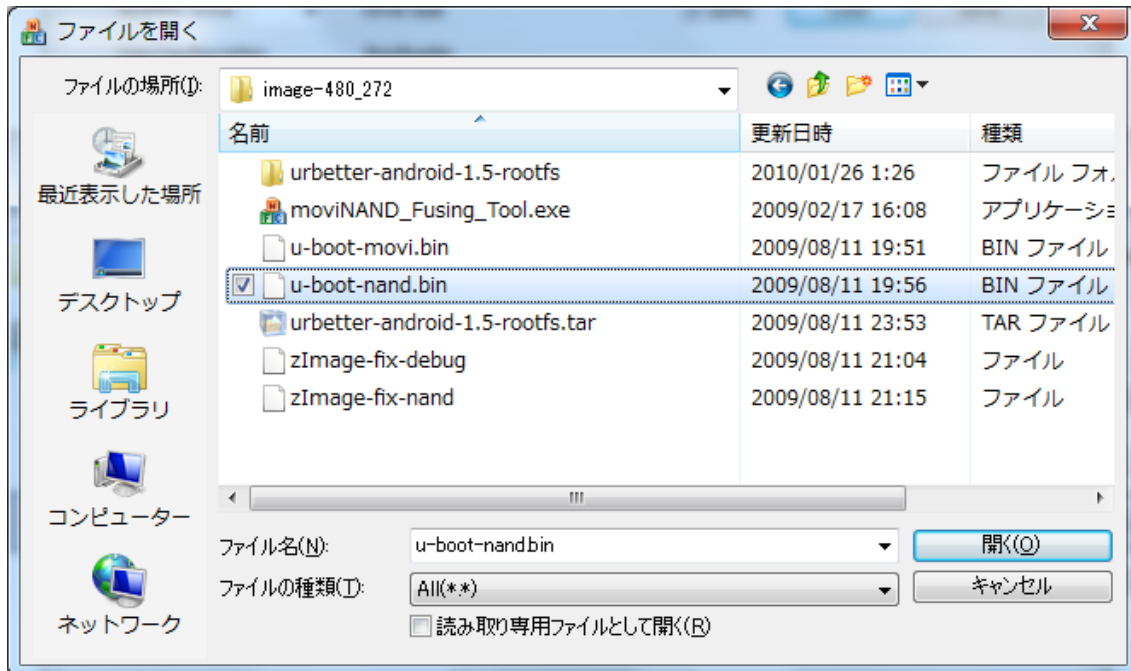 ファイルを開く
ファイルの場所(I):
image-480_272
名前 更新日時 種類
urbetter-android-1.5-rootfs 2010/01/26 1:26 ファイル フォ
moviNAND_Fusing_Tool.exe 2009/02/17 16:08 アプリケーショ
u-boot-movi.bin 2009/08/11 19:51 BIN ファイル
u-boot-nand.bin 2009/08/11 19:56 BIN ファイル
urbetter-android-1.5-rootfs.tar 2009/08/11 23:53 TAR ファイル
zImage-fix-debug 2009/08/11 21:04 ファイル
zImage-fix-nand 2009/08/11 21:15 ファイル
最近表示した場所
デスクトップ
ライブラリ
コンピューター
ネットワーク
ファイル名(N): u-boot-nand.bin 開く(O)
ファイルの種類(T): All(*.*) キャンセル
読み取り専用ファイルとして開く(R)